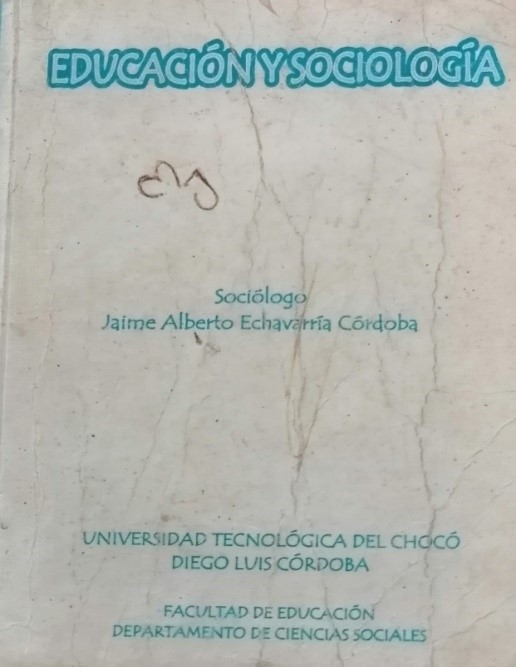 EDUCACIÓN Y SOCIOLOGÍA
Sociólogo
Jaime Alberto Echavarría Córdoba
UNIVERSIDAD TECNOLÓGICA DEL CHOCÓ
DIEGO LUIS CÓRDOBA
FACULTAD DE EDUCACIÓN
DEPARTAMENTO DE CIENCIAS SOCIALES